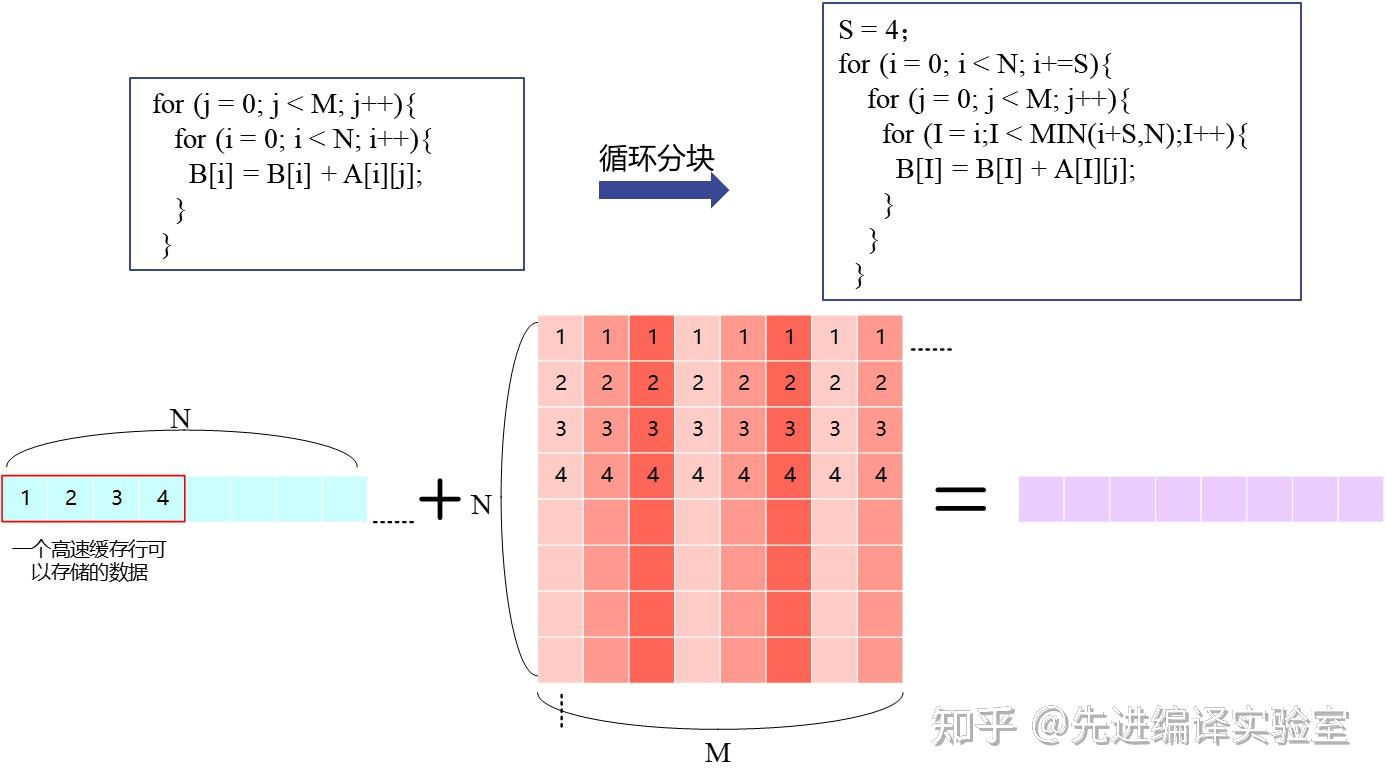 for (j = 0; j < M; j++){
for (i = 0; i < N; i++){
B[i] = B[i] + A[i][j];
}
}
循环分块
S = 4；
for (i = 0; i < N; i+=S){
for (j = 0; j < M; j++){
for (I = i;I < MIN(i+S,N);I++){
B[I] = B[I] + A[I][j];
}
}
}
N
1 2 3 4
......
一个高速缓存行可
以存储的数据
+
N
1 1 1 1 1 1 1 1
......
2 2 2 2 2 2 2 2
3 3 3 3 3 3 3 3
4 4 4 4 4 4 4 4
M
=
知乎 @先进编译实验室